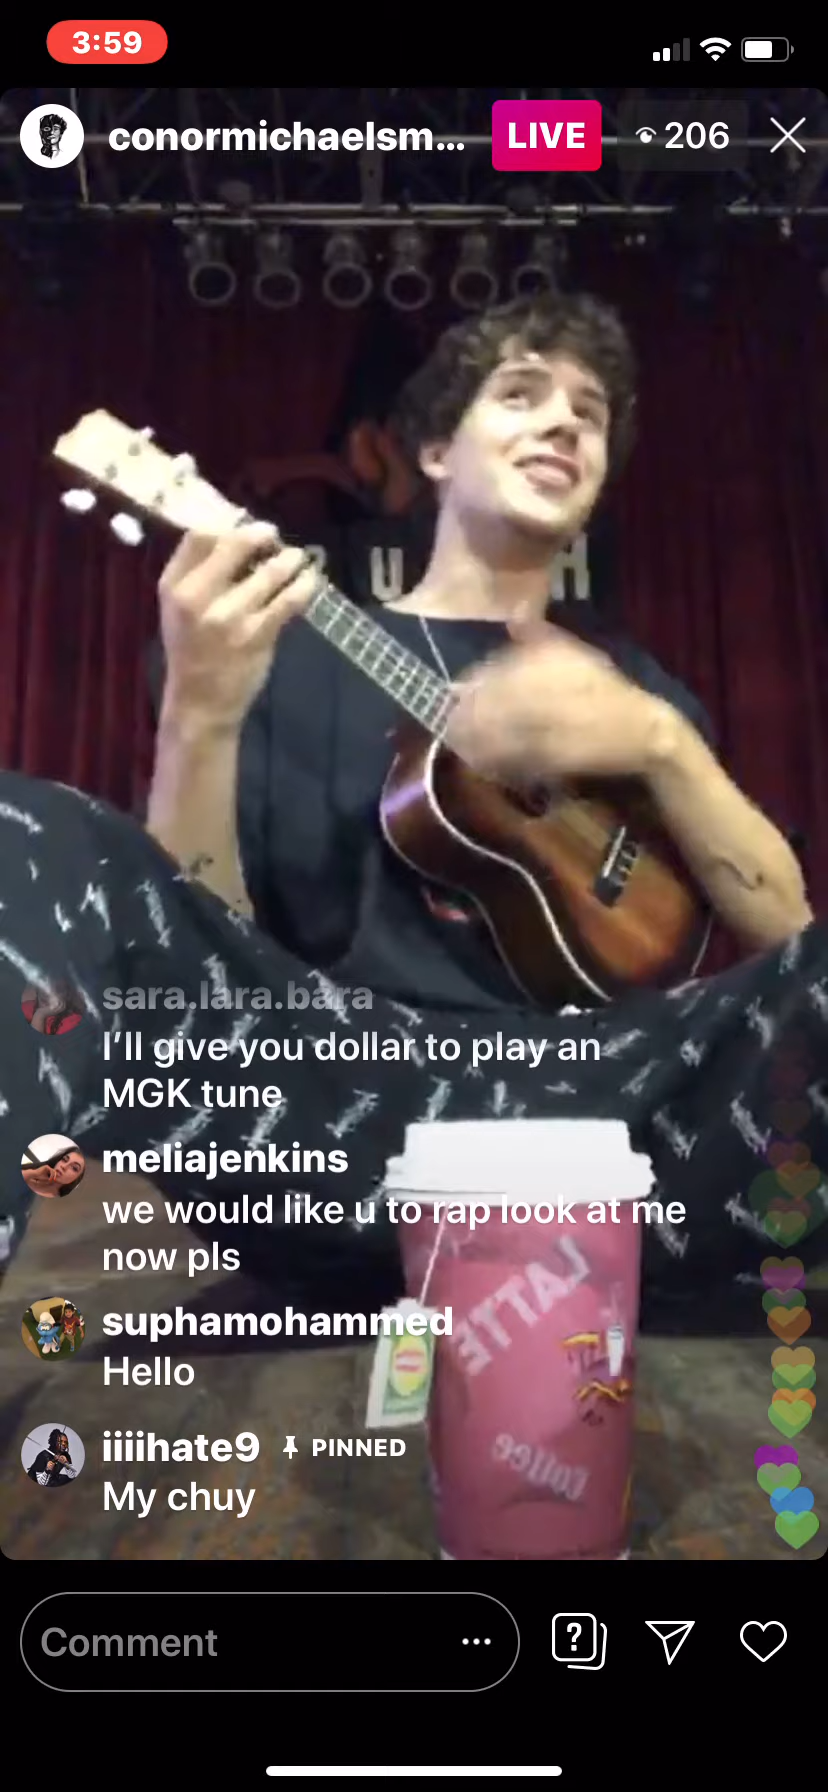 3:59
conormichaelsm...
LIVE
206
U
H
sara.lara.bara
I'll give you dollar to play an
MGK tune
meliajenkins
we would like u to rap look at me
now pls
LATTE
suphamohammed
Hello
Coffee
iiiihate9 PINNED
My chuy
Comment